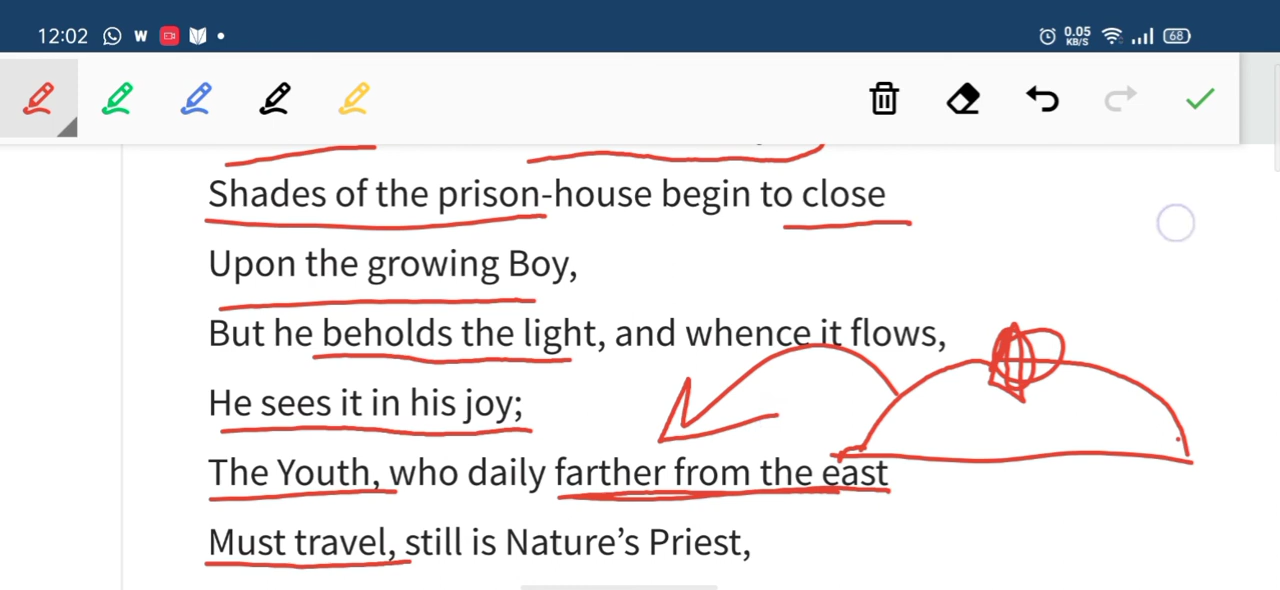 12:02 W 0.05 KB/S 68
Shades of the prison-house begin to close
Upon the growing Boy,
But he beholds the light, and whence it flows,
He sees it in his joy;
The Youth, who daily farther from the east
Must travel, still is Nature’s Priest,